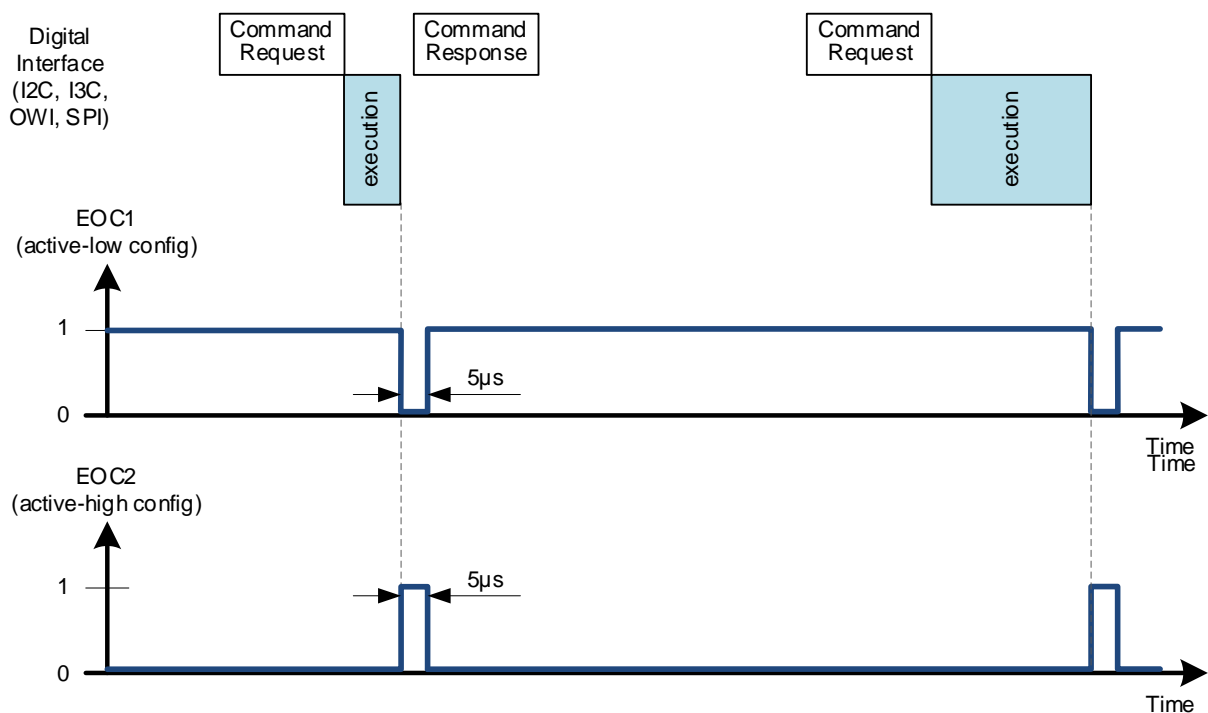 Digital
Interface
(I2C, I3C,
OWI, SPI)
Command
Request
Command
Response
Command
Request
execution
execution
EOC1
(active-low config)
1
5µs
0
Time
Time
EOC2
(active-high config)
1
5µs
0
Time